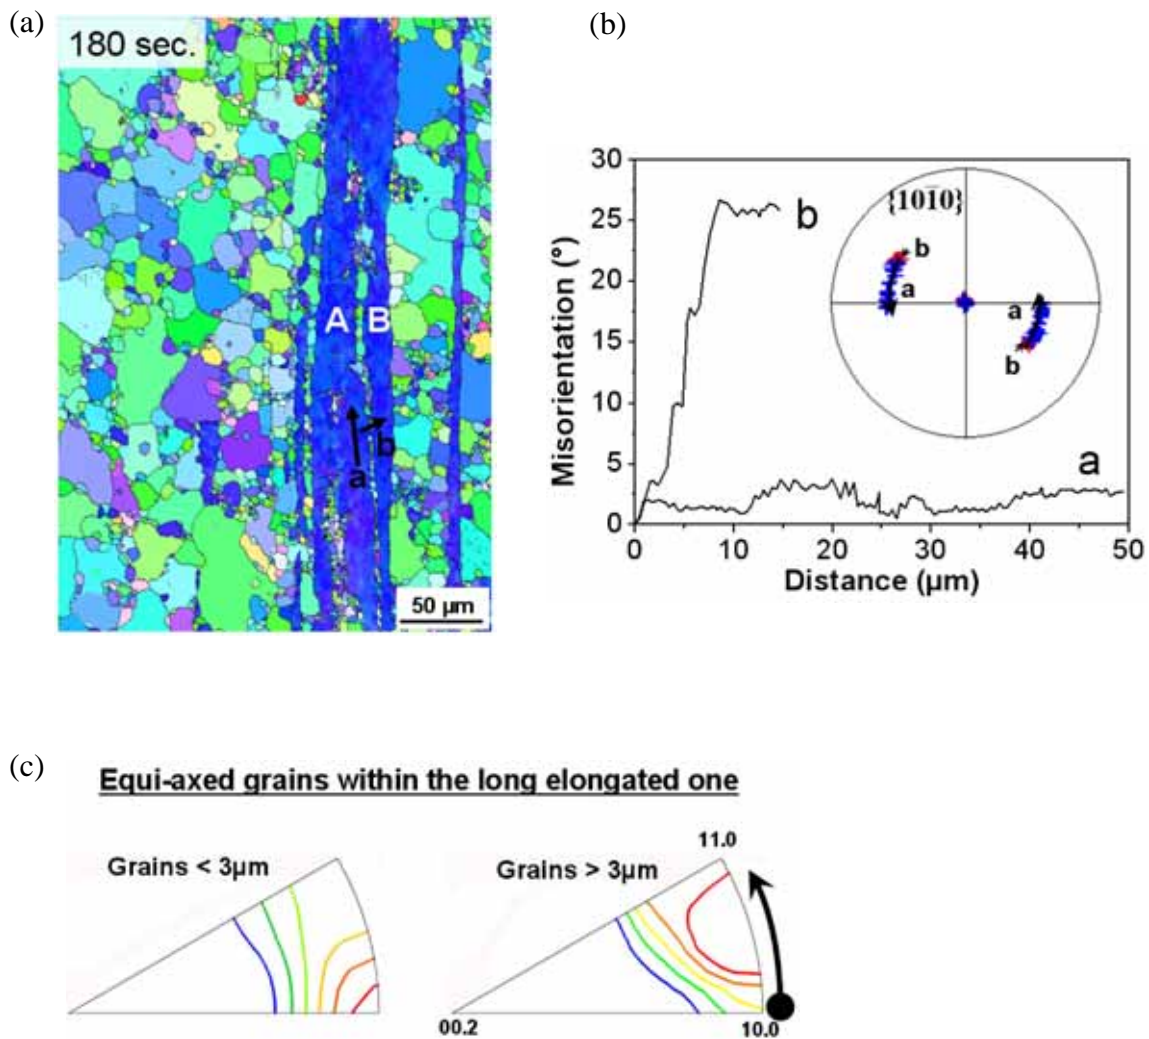 (a)
180 sec.
A B
a b
50 µm
(b)
30
25
20
15
10
5
0
Misorientation (°)
{101̄0}
b
a
a
b
b
a
0 10 20 30 40 50
Distance (µm)
(c)
Equi-axed grains within the long elongated one
Grains < 3µm
Grains > 3µm
11.0
00.2
10.0